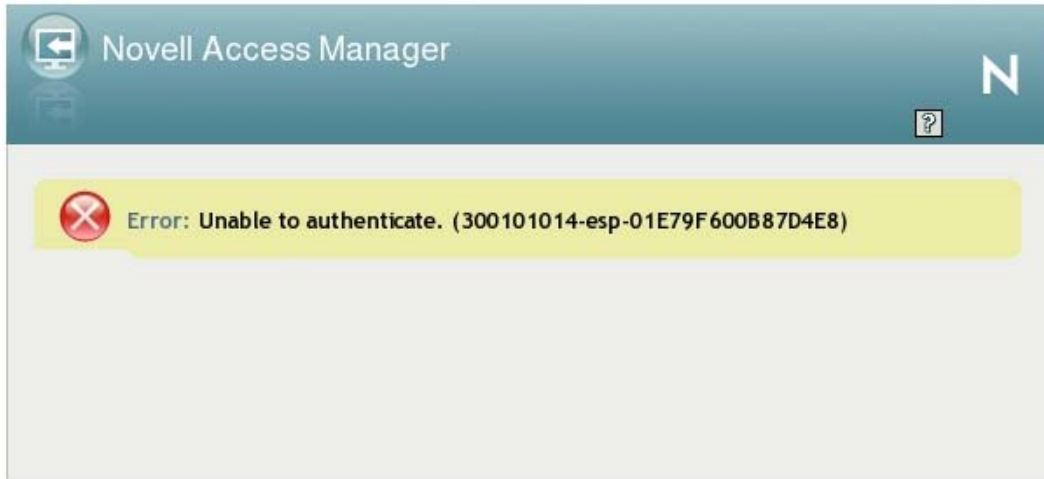 Novell Access Manager
N
?
Error: Unable to authenticate. (300101014-esp-01E79F600B87D4E8)